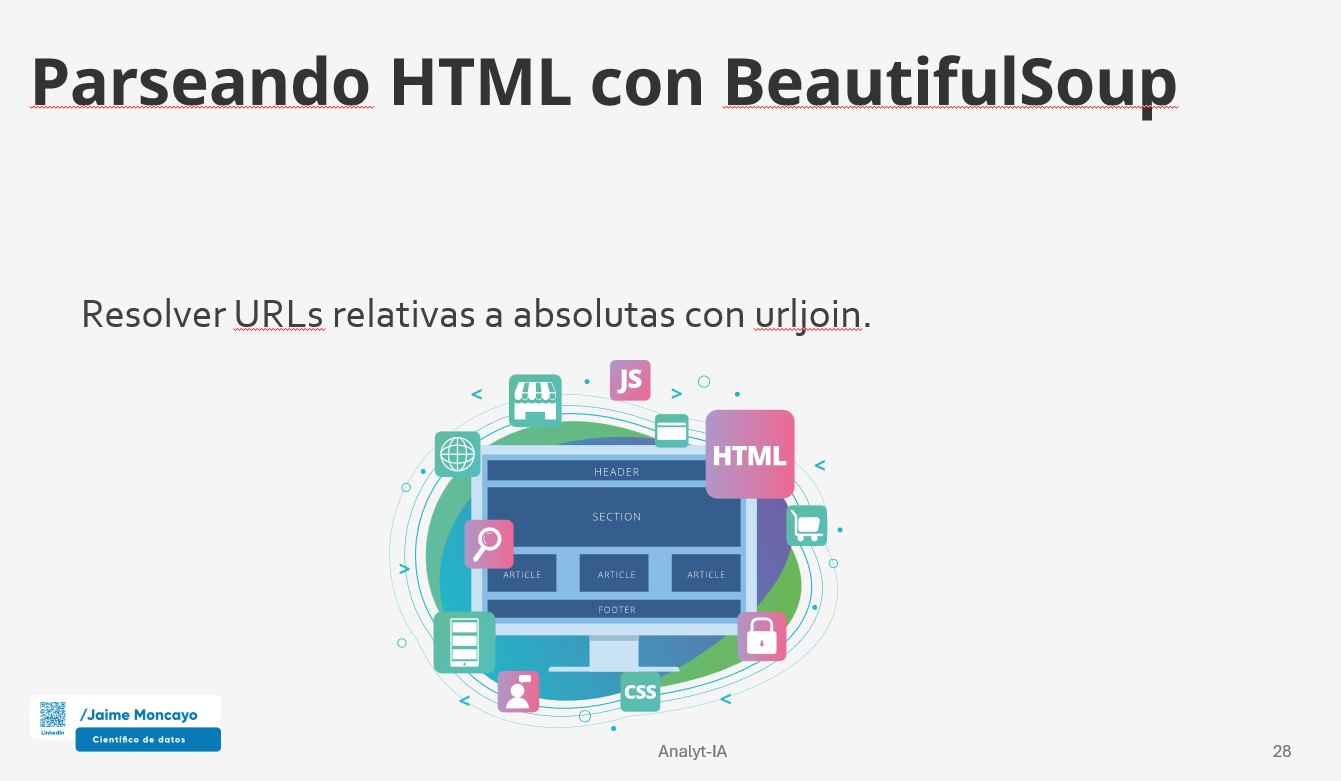 Parseando HTML con BeautifulSoup
Resolver URLs relativas a absolutas con urljoin.
JS
HTML
HEADER
SECTION
ARTICLE ARTICLE ARTICLE
FOOTER
CSS
/Jaime Moncayo
LinkedIn
Científico de datos
Analyt-IA
28